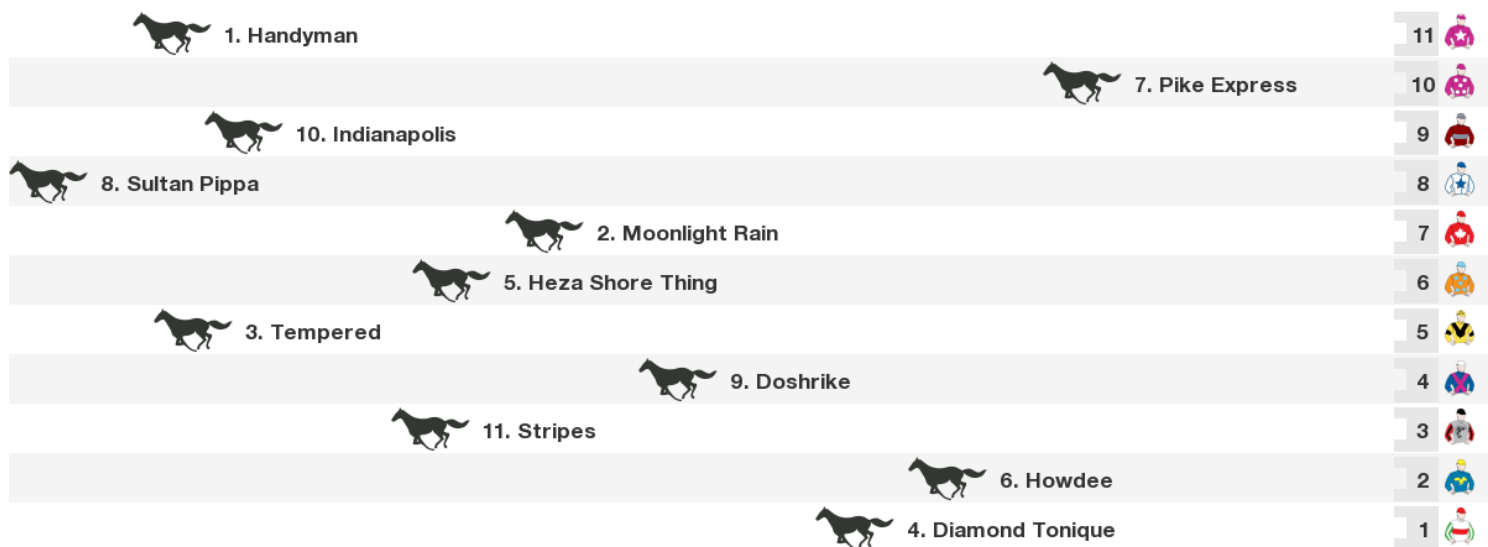 1. Handyman 11
7. Pike Express 10
10. Indianapolis 9
8. Sultan Pippa 8
2. Moonlight Rain 7
5. Heza Shore Thing 6
3. Tempered 5
9. Doshrike 4
11. Stripes 3
6. Howdee 2
4. Diamond Tonique 1